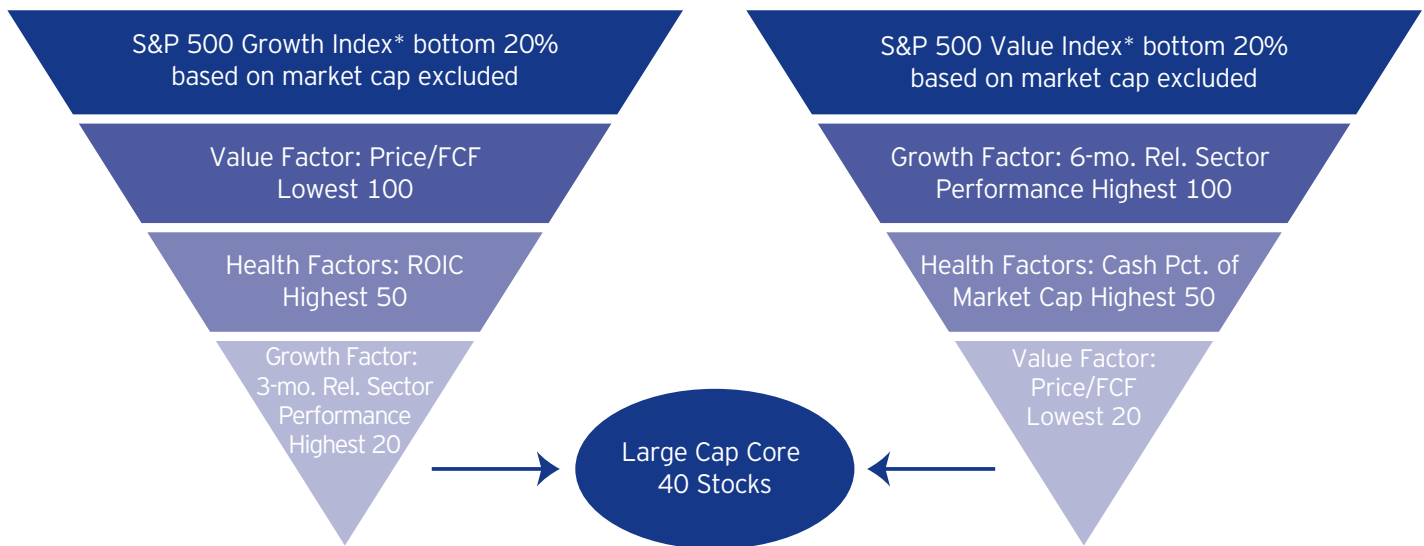 S&P 500 Growth Index* bottom 20%
based on market cap excluded
Value Factor: Price/FCF
Lowest 100
Health Factors: ROIC
Highest 50
Growth Factor:
3-mo. Rel. Sector
Performance
Highest 20
S&P 500 Value Index* bottom 20%
based on market cap excluded
Growth Factor: 6-mo. Rel. Sector
Performance Highest 100
Health Factors: Cash Pct. of
Market Cap Highest 50
Value Factor:
Price/FCF
Lowest 20
Large Cap Core
40 Stocks